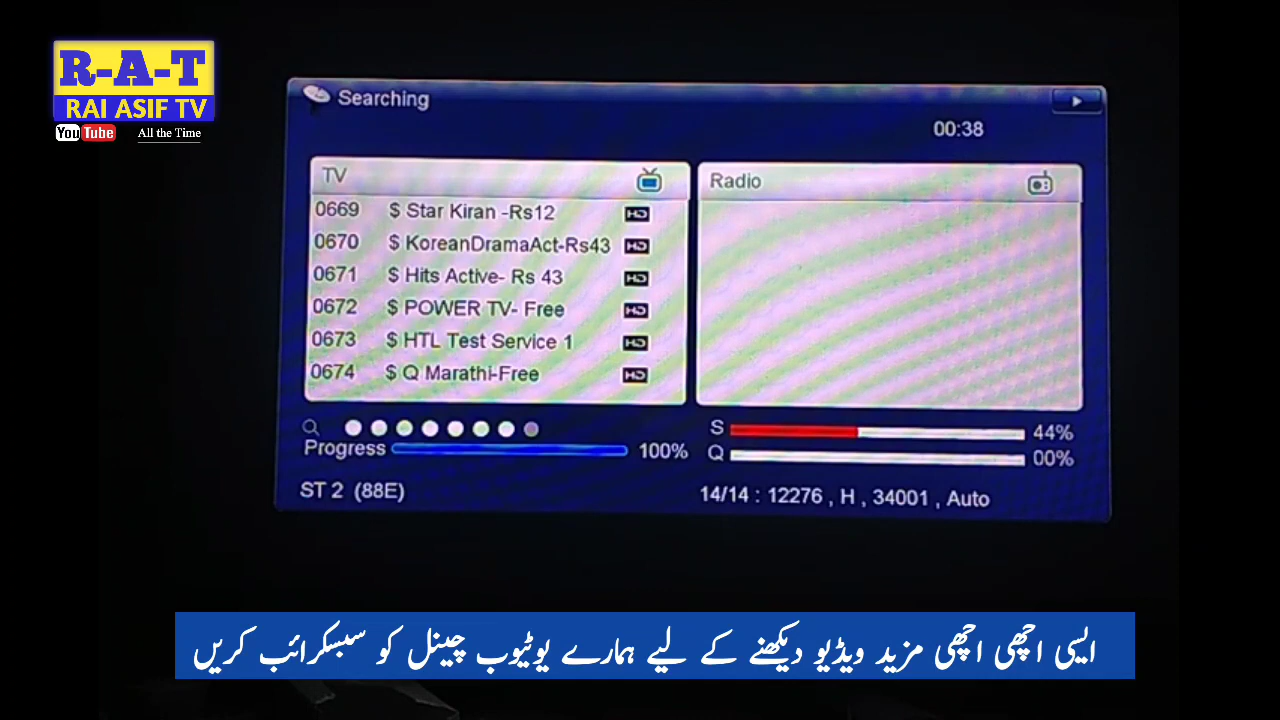 R-A-T
RAI ASIF TV
YouTube All the Time
Searching
00:38
TV
0669 $ Star Kiran -Rs12 HD
0670 $ KoreanDramaAct-Rs43 HD
0671 $ Hits Active- Rs 43 HD
0672 $ POWER TV- Free HD
0673 $ HTL Test Service 1 HD
0674 $ Q Marathi-Free HD
Radio
Progress 100%
S 44%
Q 00%
ST 2 (88E)
14/14 : 12276 , H , 34001 , Auto
ایسی اچھی اچھی مزید ویڈیو دیکھنے کے لیے ہمارے یوٹیوب چینل کو سبسکرائب کریں